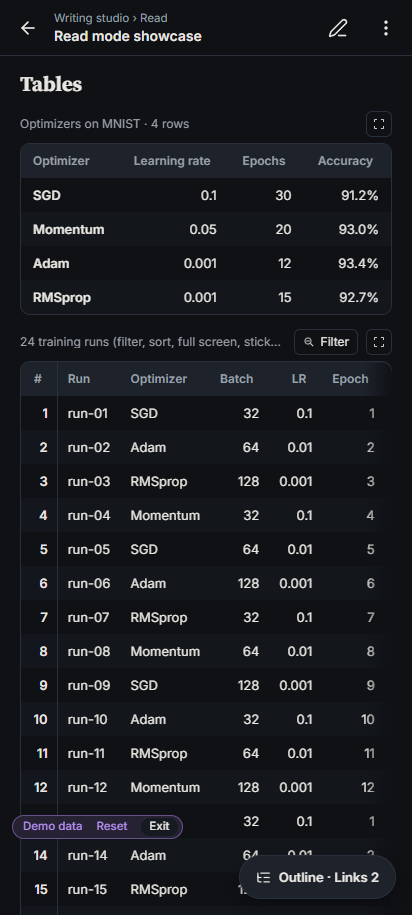 Writing studio › Read
Read mode showcase
Tables
Optimizers on MNIST · 4 rows
Optimizer Learning rate Epochs Accuracy
SGD 0.1 30 91.2%
Momentum 0.05 20 93.0%
Adam 0.001 12 93.4%
RMSprop 0.001 15 92.7%
24 training runs (filter, sort, full screen, stick... Filter
# Run Optimizer Batch LR Epoch
1 run-01 SGD 32 0.1 1
2 run-02 Adam 64 0.01 2
3 run-03 RMSprop 128 0.001 3
4 run-04 Momentum 32 0.1 4
5 run-05 SGD 64 0.01 5
6 run-06 Adam 128 0.001 6
7 run-07 RMSprop 32 0.1 7
8 run-08 Momentum 64 0.01 8
9 run-09 SGD 128 0.001 9
10 run-10 Adam 32 0.1 10
11 run-11 RMSprop 64 0.01 11
12 run-12 Momentum 128 0.001 12
32 0.1 1
Demo data Reset Exit
14 run-14 Adam 64
15 run-15 RMSprop
Outline · Links 2